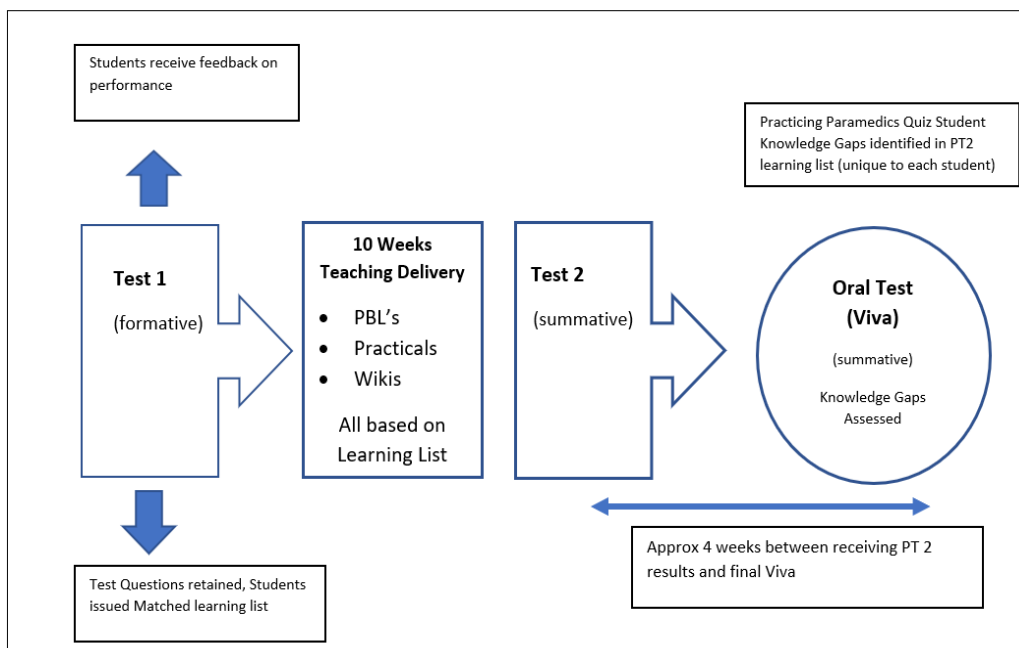 Students receive feedback on
performance
Practicing Paramedics Quiz Student
Knowledge Gaps identified in PT2
learning list (unique to each student)
Test 1
(formative)
10 Weeks
Teaching Delivery
• PBL's
• Practicals
• Wikis
All based on
Learning List
Test 2
(summative)
Oral Test
(Viva)
(summative)
Knowledge Gaps
Assessed
Test Questions retained, Students
issued Matched learning list
Approx 4 weeks between receiving PT 2
results and final Viva